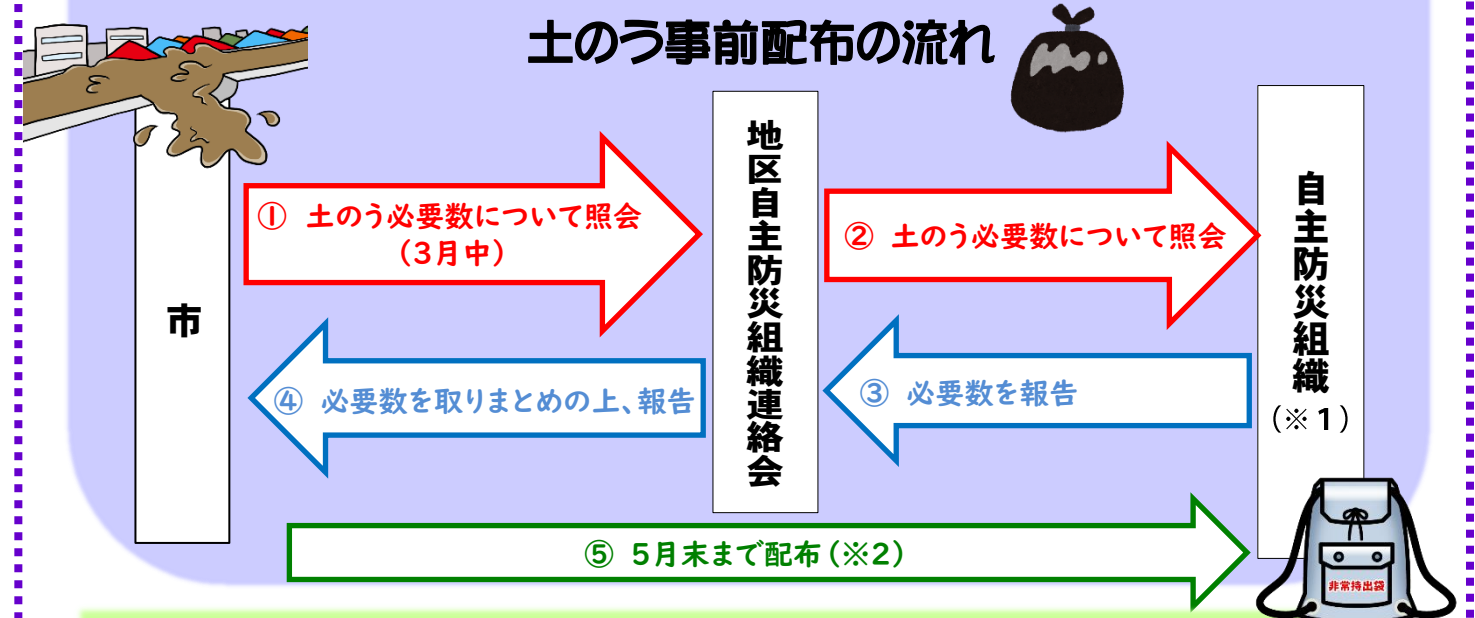 土のう事前配布の流れ
市
① 土のう必要数について照会
(3月中)
地区自主防災組織連絡会
② 土のう必要数について照会
自主防災組織
(※1)
④ 必要数を取りまとめの上、報告
③ 必要数を報告
⑤ 5月末まで配布(※2)
非常持出袋